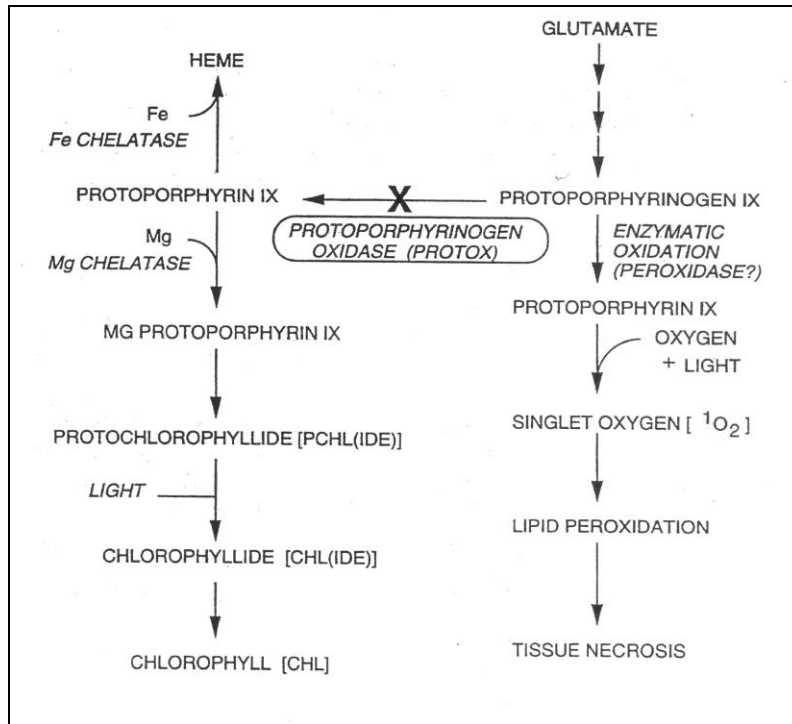 GLUTAMATE
HEME
Fe
Fe CHELATASE
PROTOPORPHYRIN IX
X
PROTOPORPHYRINOGEN IX
PROTOPORPHYRINOGEN
OXIDASE (PROTOX)
Mg
Mg CHELATASE
ENZYMATIC
OXIDATION
(PEROXIDASE?)
PROTOPORPHYRIN IX
MG PROTOPORPHYRIN IX
OXYGEN
+ LIGHT
PROTOCHLOROPHYLLIDE [PCHL(IDE)]
SINGLET OXYGEN [ ¹O₂]
LIGHT
LIPID PEROXIDATION
CHLOROPHYLLIDE [CHL(IDE)]
CHLOROPHYLL [CHL]
TISSUE NECROSIS